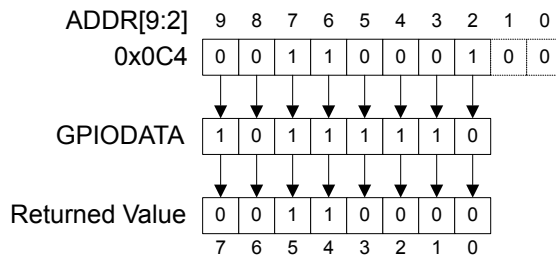 ADDR[9:2] 9 8 7 6 5 4 3 2 1 0
0x0C4 0 0 1 1 0 0 0 1 0 0
GPIODATA 1 0 1 1 1 1 1 0
Returned Value 0 0 1 1 0 0 0 0
7 6 5 4 3 2 1 0